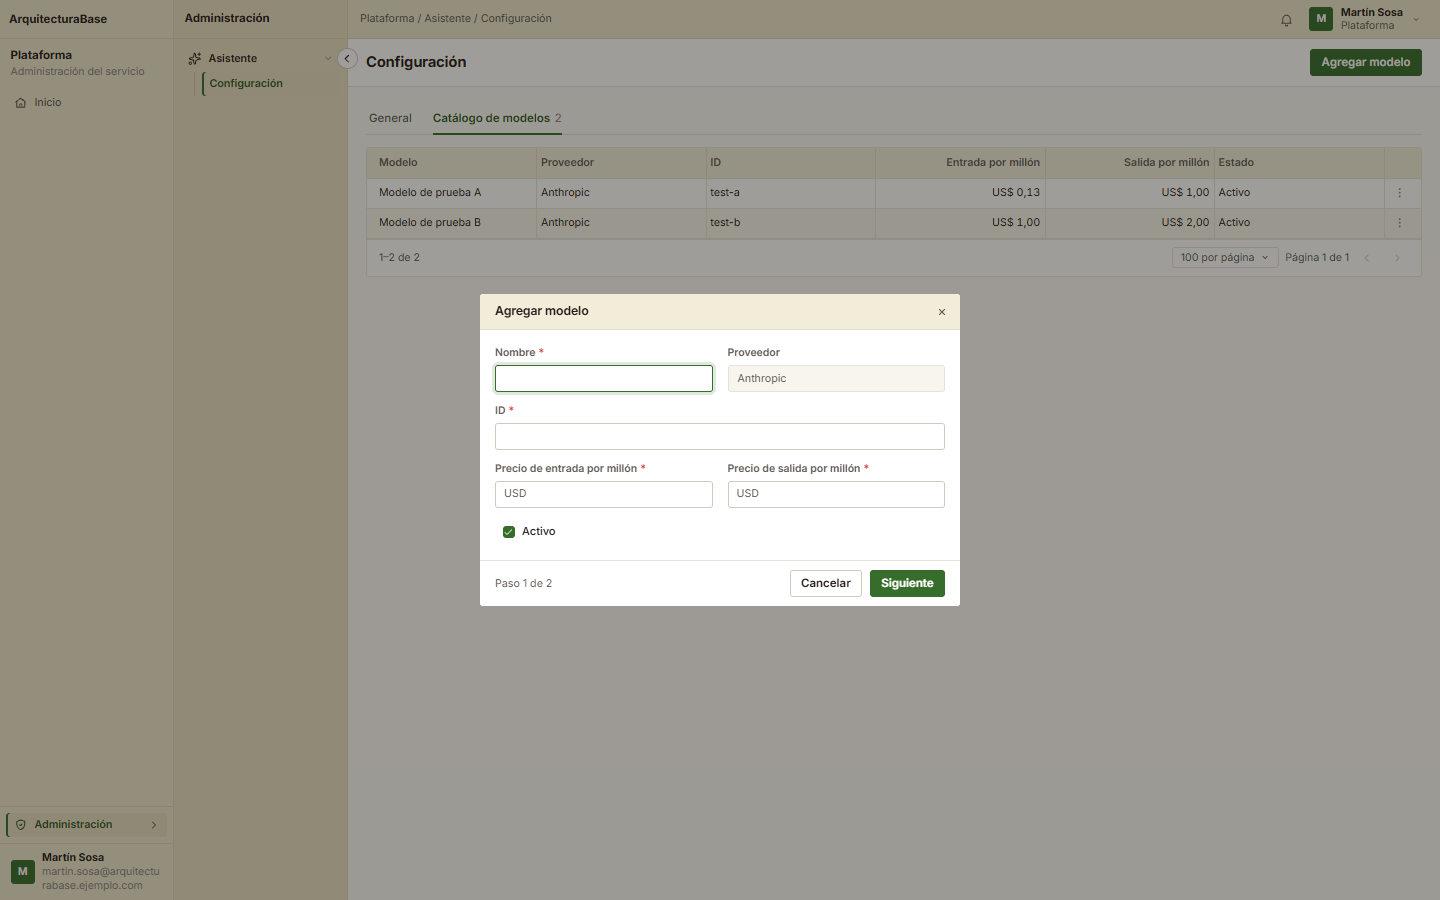 ArquitecturaBase
Plataforma
Administración del servicio
Inicio
Administración
Martín Sosa
martin.sosa@arquitectu
rabase.ejemplo.com
Administración
Asistente
Configuración
Plataforma / Asistente / Configuración
M
Martín Sosa
Plataforma
Configuración
Agregar modelo
General
Catálogo de modelos 2
Modelo Proveedor ID Entrada por millón Salida por millón Estado
Modelo de prueba A Anthropic test-a US$ 0,13 US$ 1,00 Activo
Modelo de prueba B Anthropic test-b US$ 1,00 US$ 2,00 Activo
1–2 de 2
100 por página
Página 1 de 1
Agregar modelo
Nombre *
Proveedor
Anthropic
ID *
Precio de entrada por millón *
USD
Precio de salida por millón *
USD
Activo
Paso 1 de 2
Cancelar
Siguiente
M